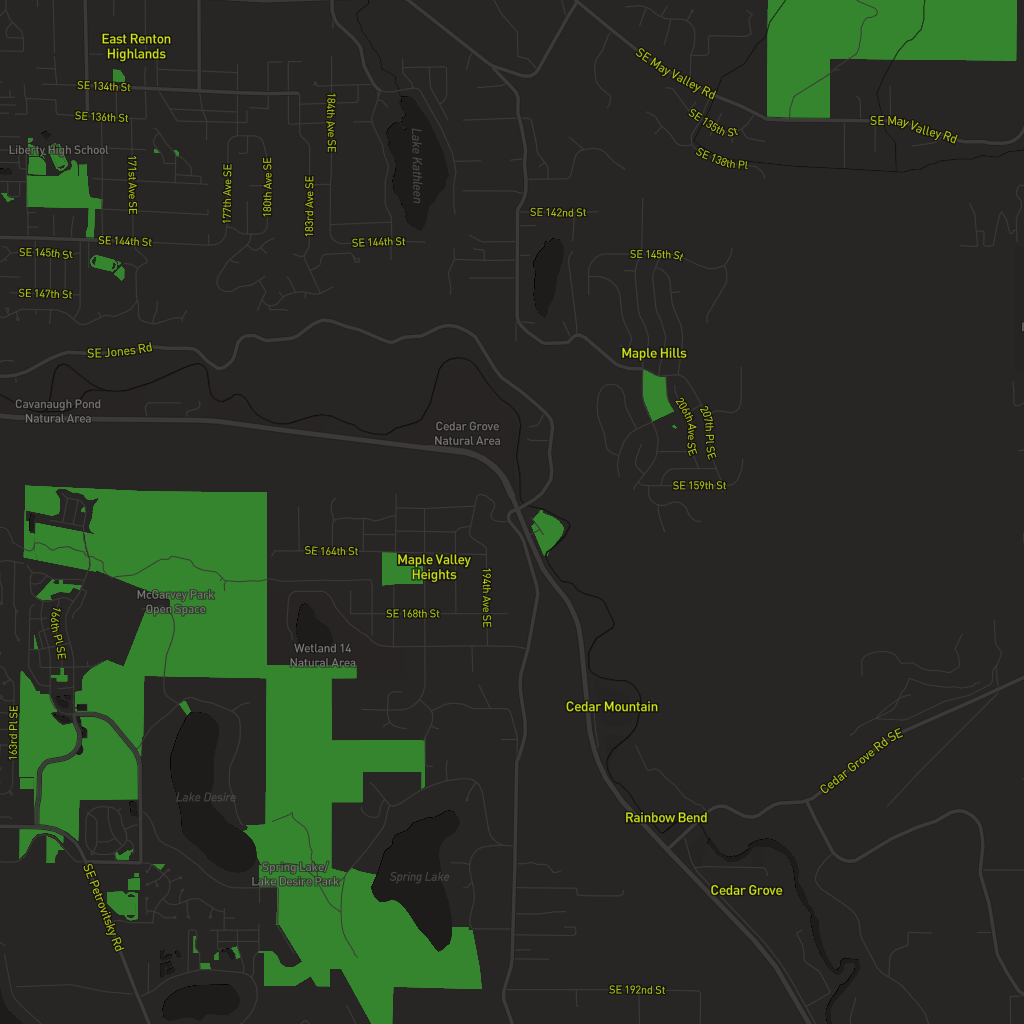 East Renton
Highlands
SE 134th St
SE 136th St
Liberty High School
171st Ave SE
177th Ave SE
180th Ave SE
183rd Ave SE
184th Ave SE
Lake Kathleen
SE May Valley Rd
SE 135th St
SE 138th Pl
SE May Valley Rd
SE 142nd St
SE 144th St
SE 144th St
SE 145th St
SE 145th St
SE 147th St
SE Jones Rd
Maple Hills
Cavanaugh Pond
Natural Area
Cedar Grove
Natural Area
206th Ave SE
207th Pl SE
SE 159th St
SE 164th St
Maple Valley
Heights
194th Ave SE
McGarvey Park
Open Space
SE 168th St
166th Pl SE
Wetland 14
Natural Area
163rd Pl SE
Cedar Mountain
Cedar Grove Rd SE
Lake Desire
Rainbow Bend
Spring Lake/
Lake Desire Park
Spring Lake
SE Petrovitsky Rd
Cedar Grove
SE 192nd St